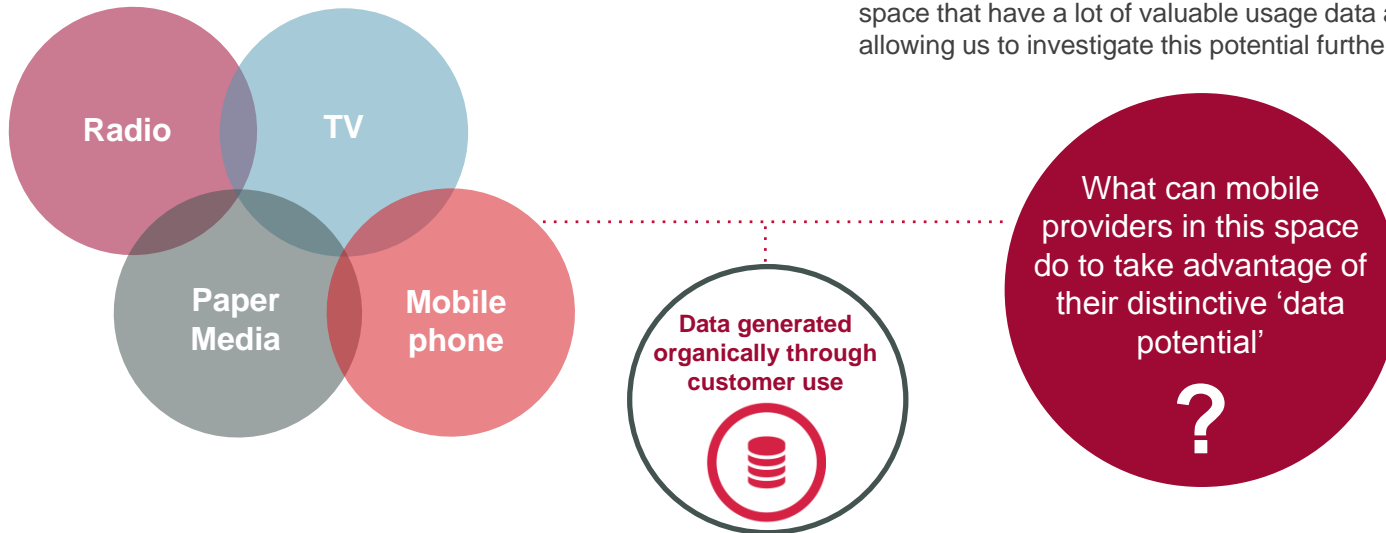 space that have a lot of valuable usage data
allowing us to investigate this potential
Radio
TV
Paper
Media
Mobile
phone
Data generated
organically through
customer use
What can mobile
providers in this space
do to take advantage of
their distinctive ‘data
potential’
?